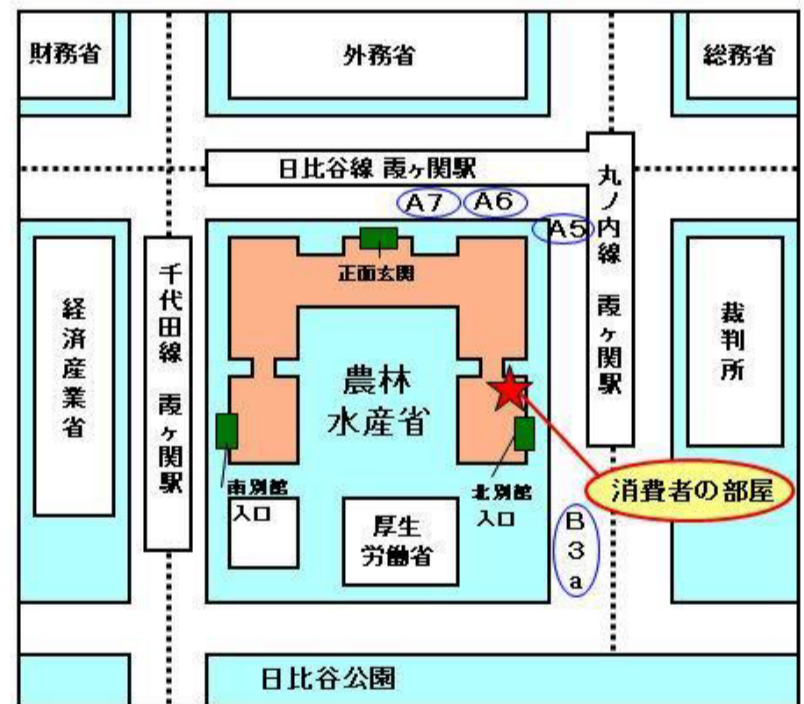 財務省
外務省
総務省
日比谷線 霞ヶ関駅
丸ノ内線 霞ヶ関駅
A7
A6
A5
正面玄関
千代田線 霞ヶ関駅
経済産業省
裁判所
農林
水産省
消費者の部屋
南別館
入口
北別館
入口
厚生
労働省
B3a
日比谷公園